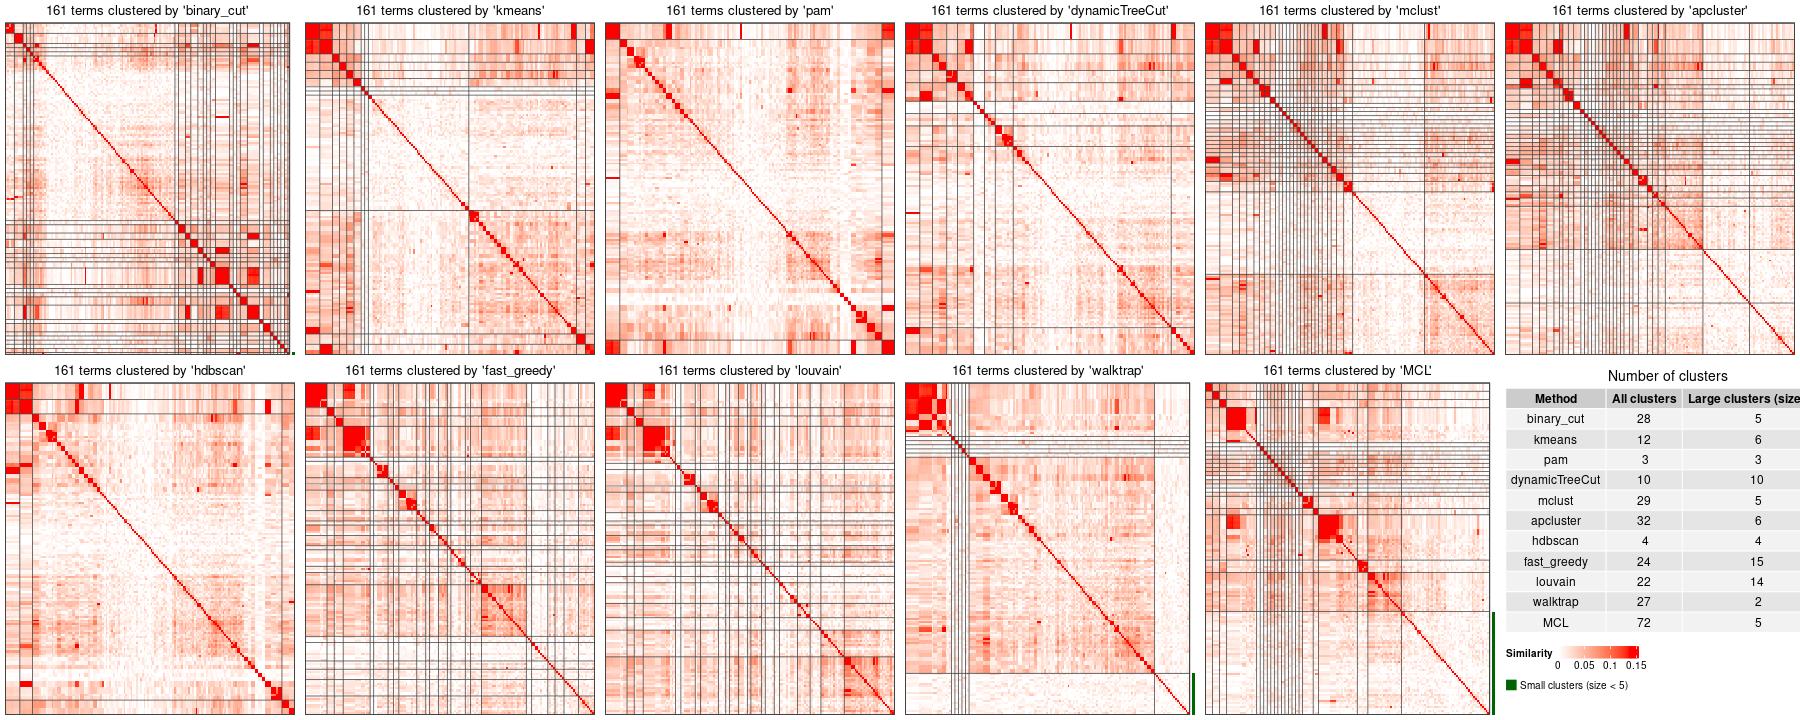 161 terms clustered by 'binary_cut'
161 terms clustered by 'kmeans'
161 terms clustered by 'pam'
161 terms clustered by 'dynamicTreeCut'
161 terms clustered by 'mclust'
161 terms clustered by 'apcluster'
161 terms clustered by 'hdbscan'
161 terms clustered by 'fast_greedy'
161 terms clustered by 'louvain'
161 terms clustered by 'walktrap'
161 terms clustered by 'MCL'
Number of clusters
Method All clusters Large clusters (size
binary_cut 28 5
kmeans 12 6
pam 3 3
dynamicTreeCut 10 10
mclust 29 5
apcluster 32 6
hdbscan 4 4
fast_greedy 24 15
louvain 22 14
walktrap 27 2
MCL 72 5
Similarity
0 0.05 0.1 0.15
Small clusters (size < 5)